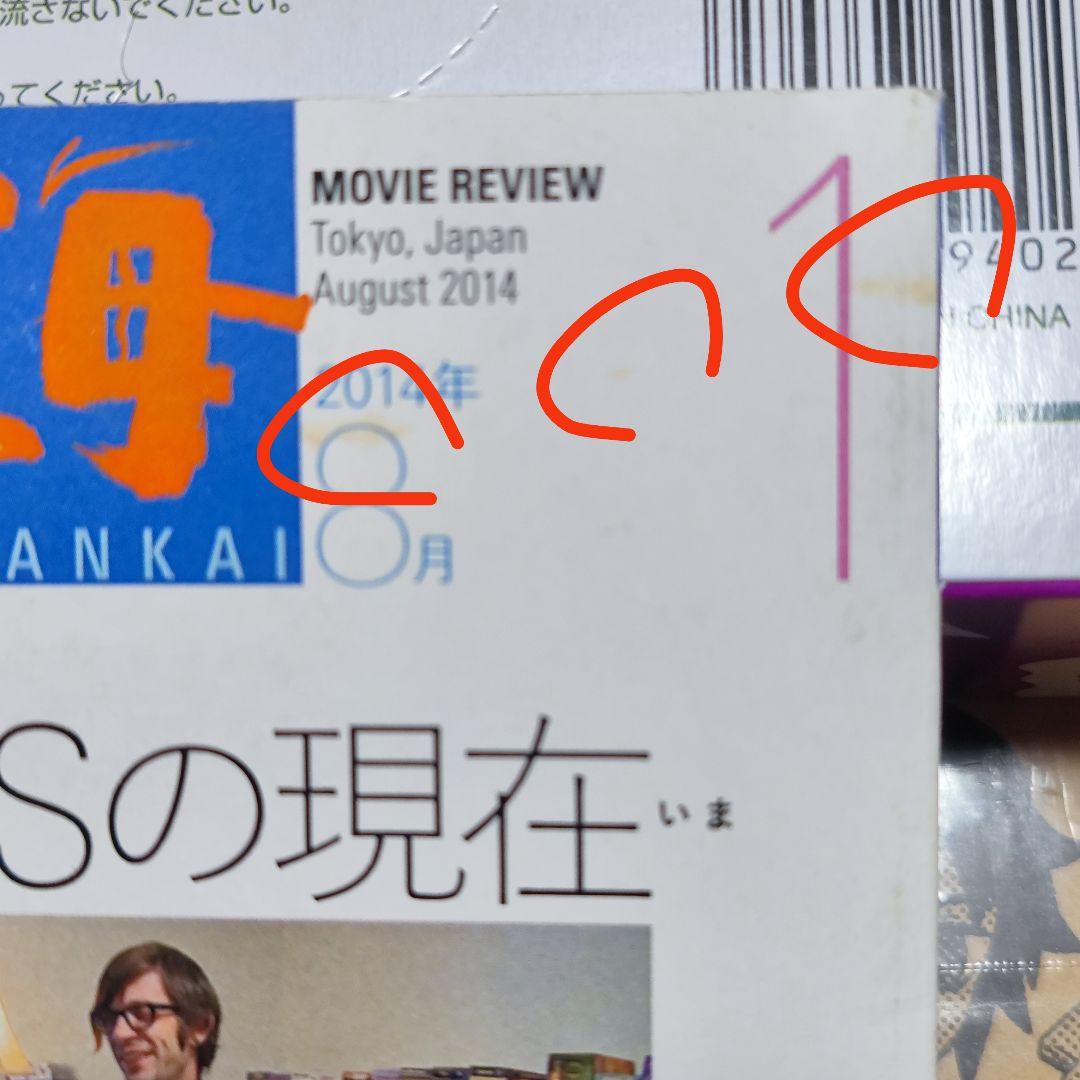 流さないでください。
ってください。
MOVIE REVIEW
Tokyo, Japan
August 2014
2014年
8月
1
海
ANKAI
9402
CHINA
Sの現在
いま